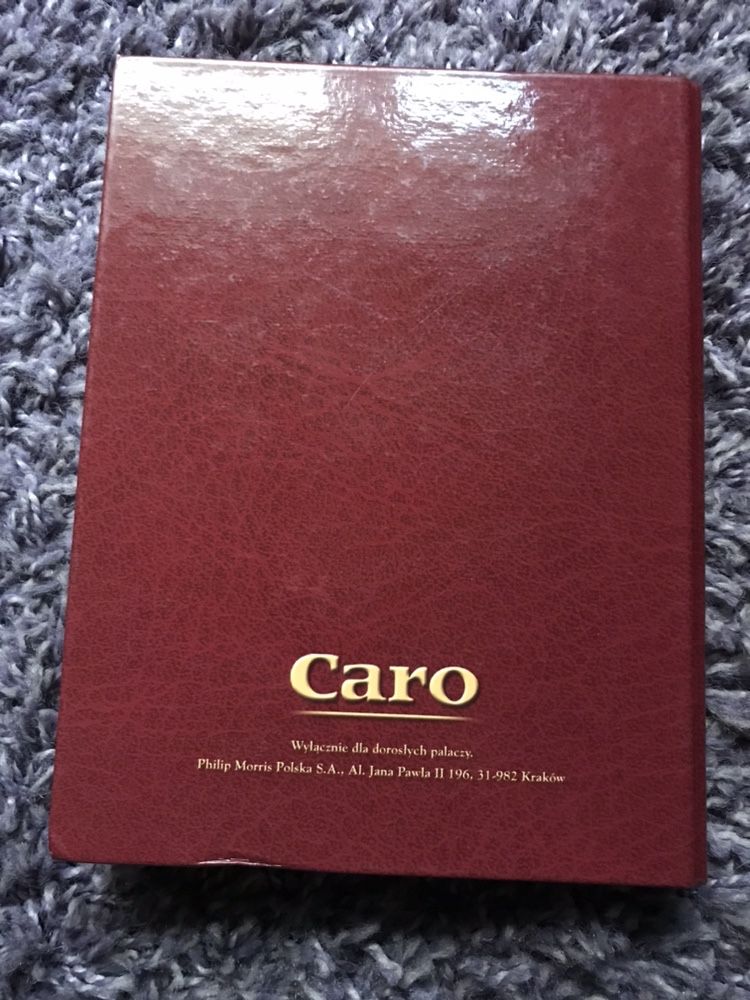 Caro
Wyłącznie dla dorosłych palaczy.
Philip Morris Polska S.A., Al. Jana Pawła II 196, 31-982 Kraków